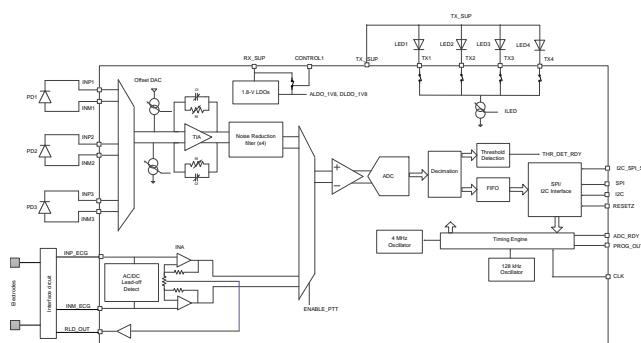 TX_SUP
LED1
LED2
LED3
LED4
RX_SUP
CONTROL1
TX_SUP
TX1
TX2
TX3
TX4
Offset DAC
INP1
PD1
INM1
1.8-V LDOs
ALDO_1V8, DLDO_1V8
ILED
TIA
Noise Reduction
filter (x4)
INP2
PD2
INM2
Threshold
Detection
THR_DET_RDY
ADC
Decimation
FIFO
SPI/
I2C Interface
I2C_SPI_S
SPI
I2C
RESETZ
INP3
PD3
INM3
4 MHz
Oscillator
Timing Engine
ADC_RDY
PROG_OUT
128 kHz
Oscillator
CLK
INP_ECG
INA
AC/DC
Lead-off
Detect
Electrodes
Interface circuit
INM_ECG
ENABLE_PTT
RLD_OUT